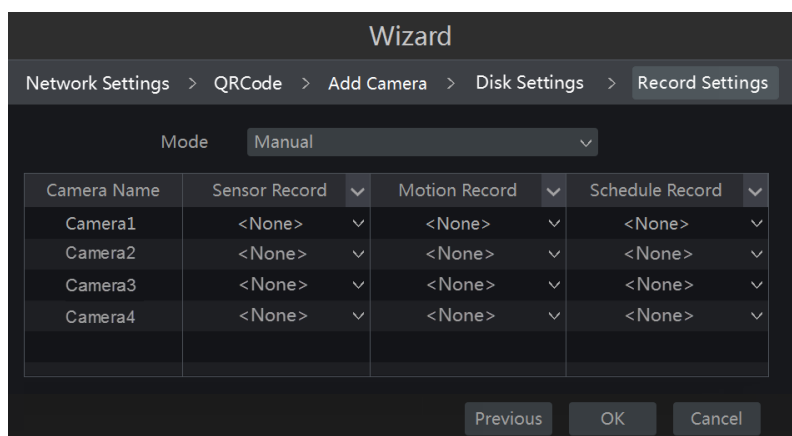 Wizard
Network Settings > QRCode > Add Camera > Disk Settings > Record Settings
Mode Manual
Camera Name Sensor Record Motion Record Schedule Record
Camera1 <None> <None> <None>
Camera2 <None> <None> <None>
Camera3 <None> <None> <None>
Camera4 <None> <None> <None>
Previous OK Cancel